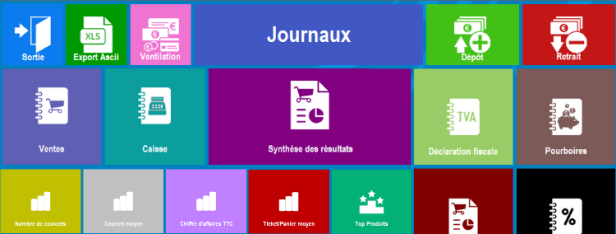 Journaux
XLS
Sortie
Export Ascii
Ventilation
Dépôt
Retrait
TVA
Ventes
Caisse
Synthèse des résultats
Déclaration fiscale
Pourboires
Nombre de couverts
Couvert moyen
Chiffre d'affaires TTC
Ticket/Panier moyen
Top Produits
%